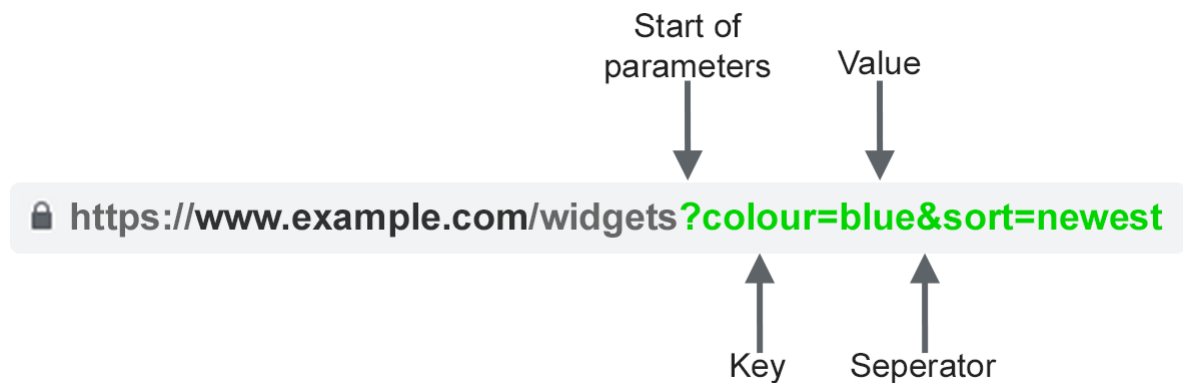 Start of
parameters
Value
https://www.example.com/widgets?colour=blue&sort=newest
Key
Seperator